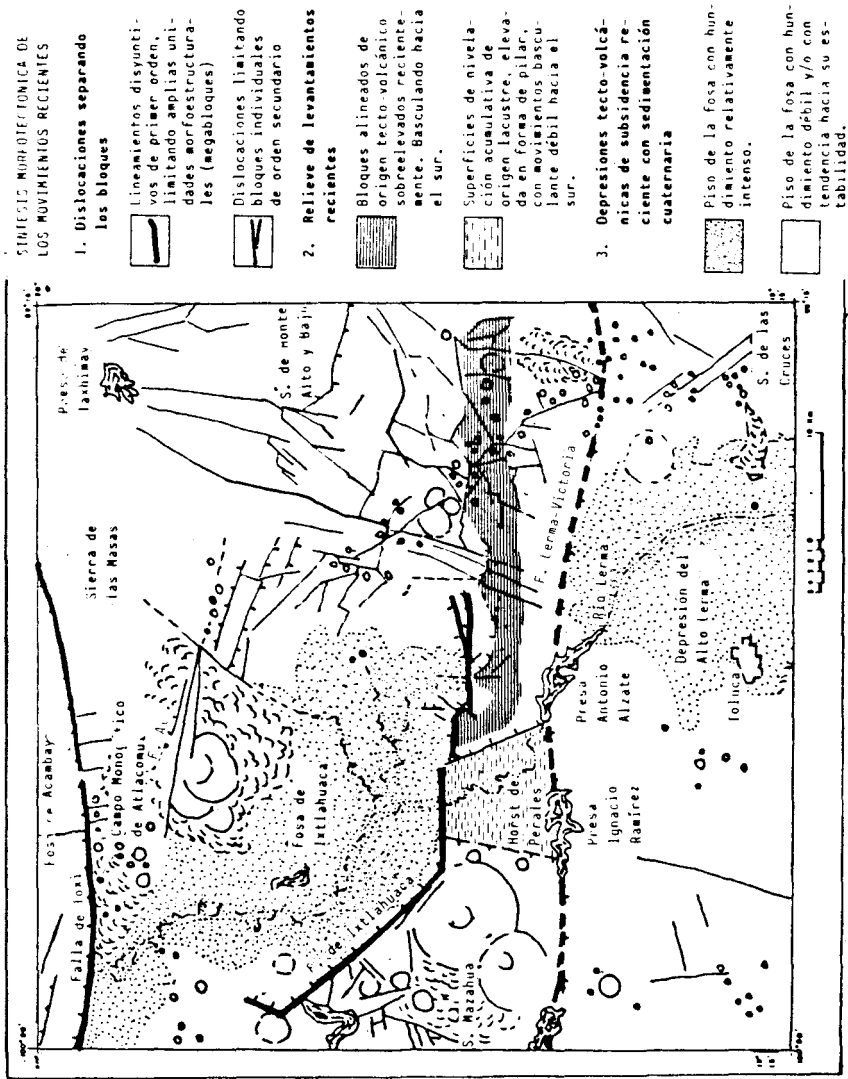 SINTESIS MORFOTECTONICA DE
LOS MOVIMIENTOS RECIENTES
1. Dislocaciones separando
los bloques
Lineamientos disyunti-
vos de primer orden,
limitando amplias uni-
dades morfoestructura-
les (megabloques)
Dislocaciones limitando
bloques individuales
de orden secundario
2. Relieve de levantamientos
recientes
Bloques alineados de
origen tecto-volcánico
sobreelevados reciente-
mente. Basculando hacia
el sur.
Superficies de nivela-
ción acumulativa de
origen lacustre, eleva-
da en forma de pilar,
con movimientos bascu-
lante débil hacia el
sur.
3. Depresiones tecto-volcá-
nicas de subsidencia re-
ciente con sedimentación
cuaternaria
Piso de la fosa con hun-
dimiento relativamente
intenso.
Piso de la fosa con hun-
dimiento débil y/o con
tendencia hacia su es-
tabilidad.
Acambay
Falla de
Campo
de Atlacomu
Sierra de
las Masas
Presa de
S. de Monte
Alto y
Fosa de
Ixtlahuaca
de Ixtlahuaca
S. Mazahua
Horst de
Perales
F. Lerma-Victoria
Presa
Ignacio
Ramírez
Presa
Antonio
Alzate
Río Lerma
Depresión del
Alto Lerma
Toluca
S. de las
Cruces